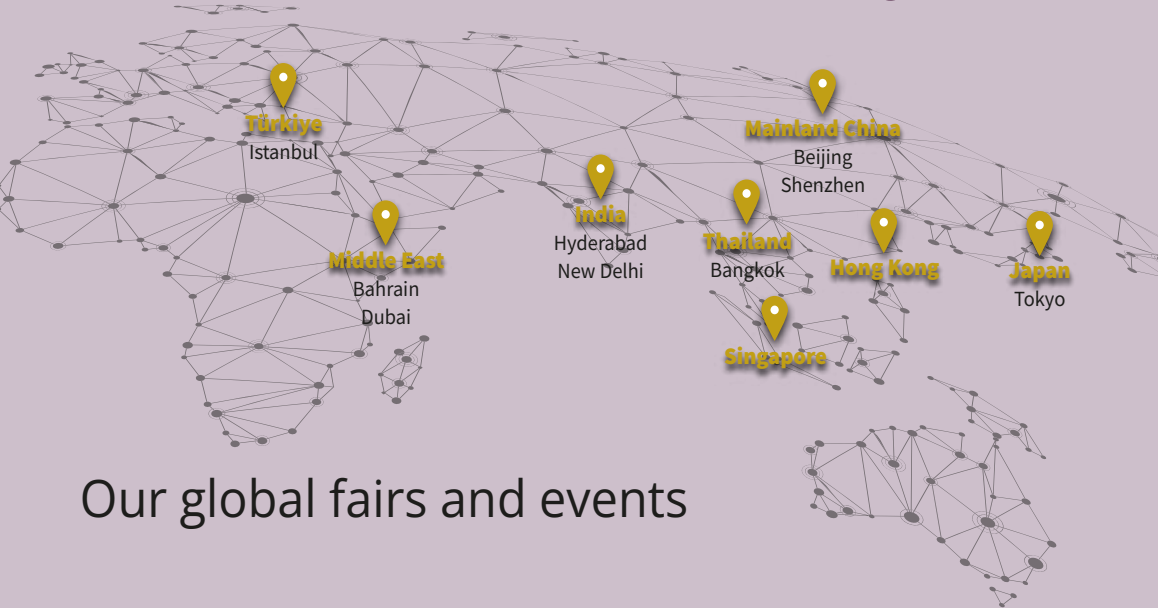 Türkiye
Istanbul
Mainland China
Beijing
Shenzhen
India
Hyderabad
New Delhi
Thailand
Bangkok
Middle East
Bahrain
Dubai
Hong Kong
Japan
Tokyo
Singapore
Our global fairs and events